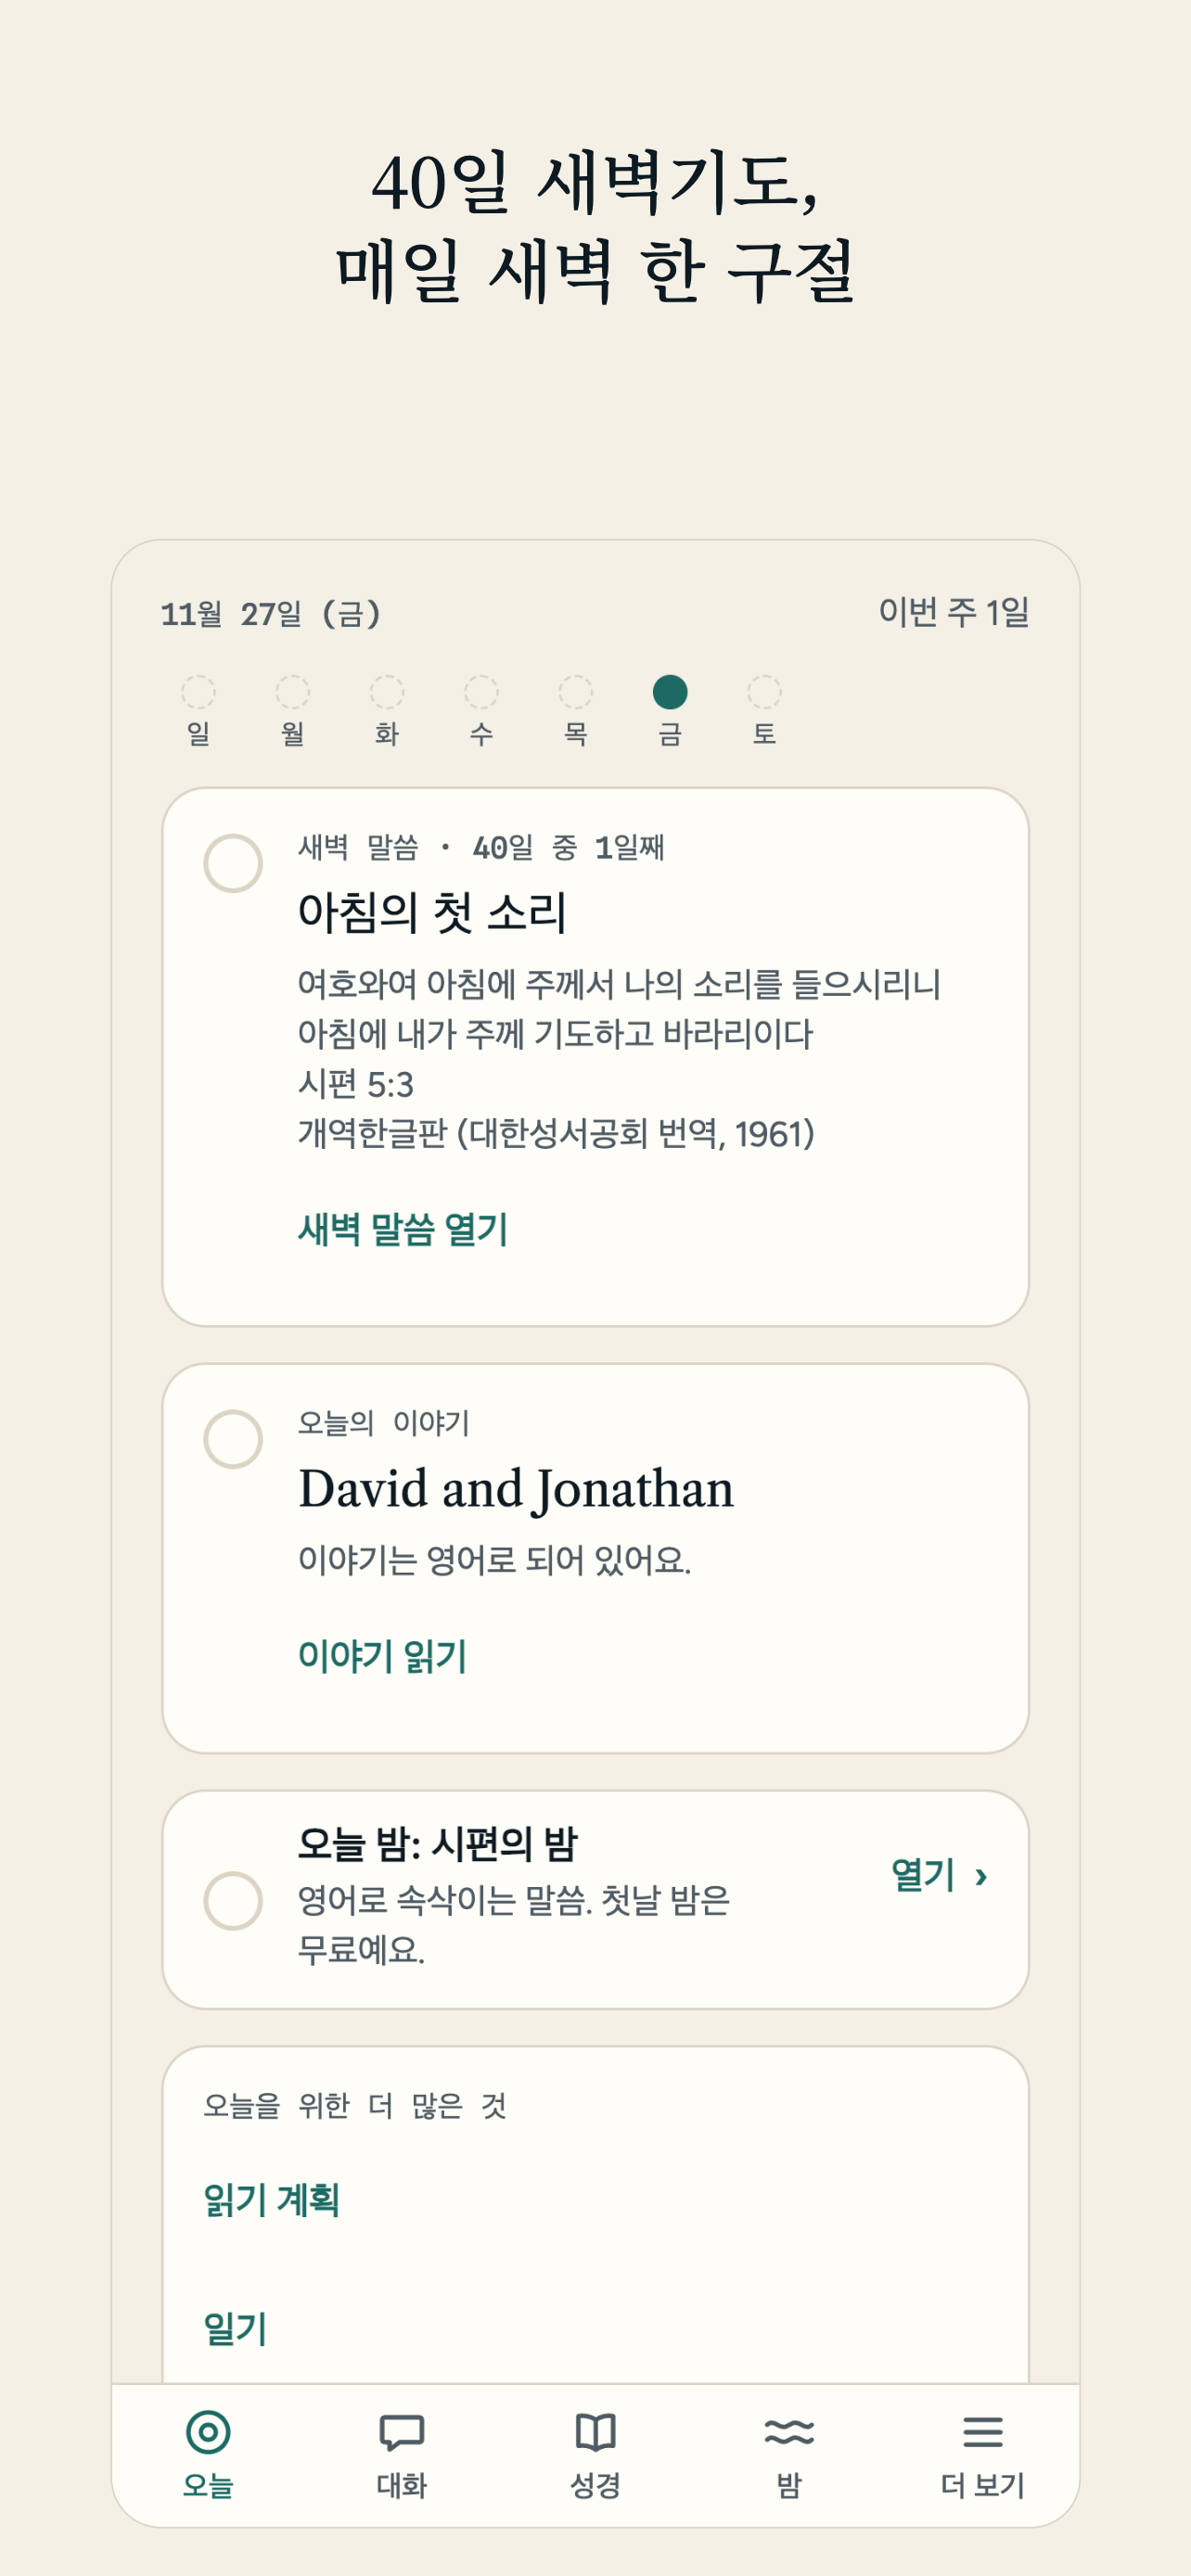 40일 새벽기도,
매일 새벽 한 구절
11월 27일 (금)
이번 주 1일
일 월 화 수 목 금 토
새벽 말씀 · 40일 중 1일째
아침의 첫 소리
여호와여 아침에 주께서 나의 소리를 들으시리니
아침에 내가 주께 기도하고 바라리이다
시편 5:3
개역한글판 (대한성서공회 번역, 1961)
새벽 말씀 열기
오늘의 이야기
David and Jonathan
이야기는 영어로 되어 있어요.
이야기 읽기
오늘 밤: 시편의 밤
영어로 속삭이는 말씀. 첫날 밤은
무료예요.
열기 ›
오늘을 위한 더 많은 것
읽기 계획
일기
오늘 대화 성경 밤 더 보기